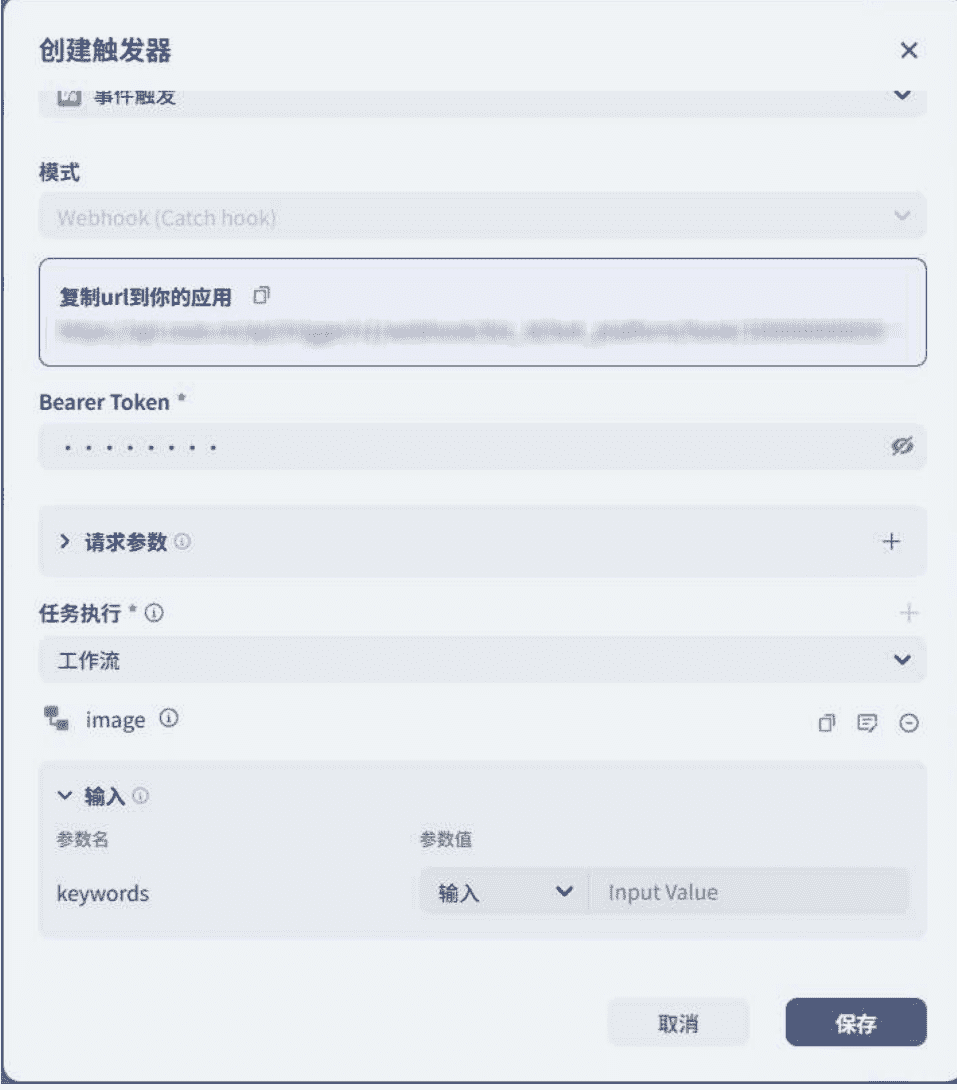 创建触发器
事件触发
模式
Webhook (Catch hook)
复制url到你的应用
Bearer Token *
请求参数
任务执行 *
工作流
image
输入
参数名 参数值
keywords 输入 Input Value
取消 保存